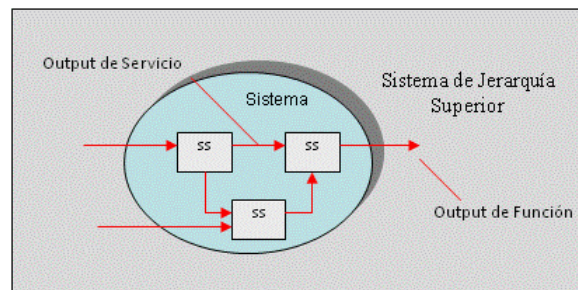 Output de Servicio
Sistema
Sistema de Jerarquía
Superior
ss
ss
ss
Output de Función